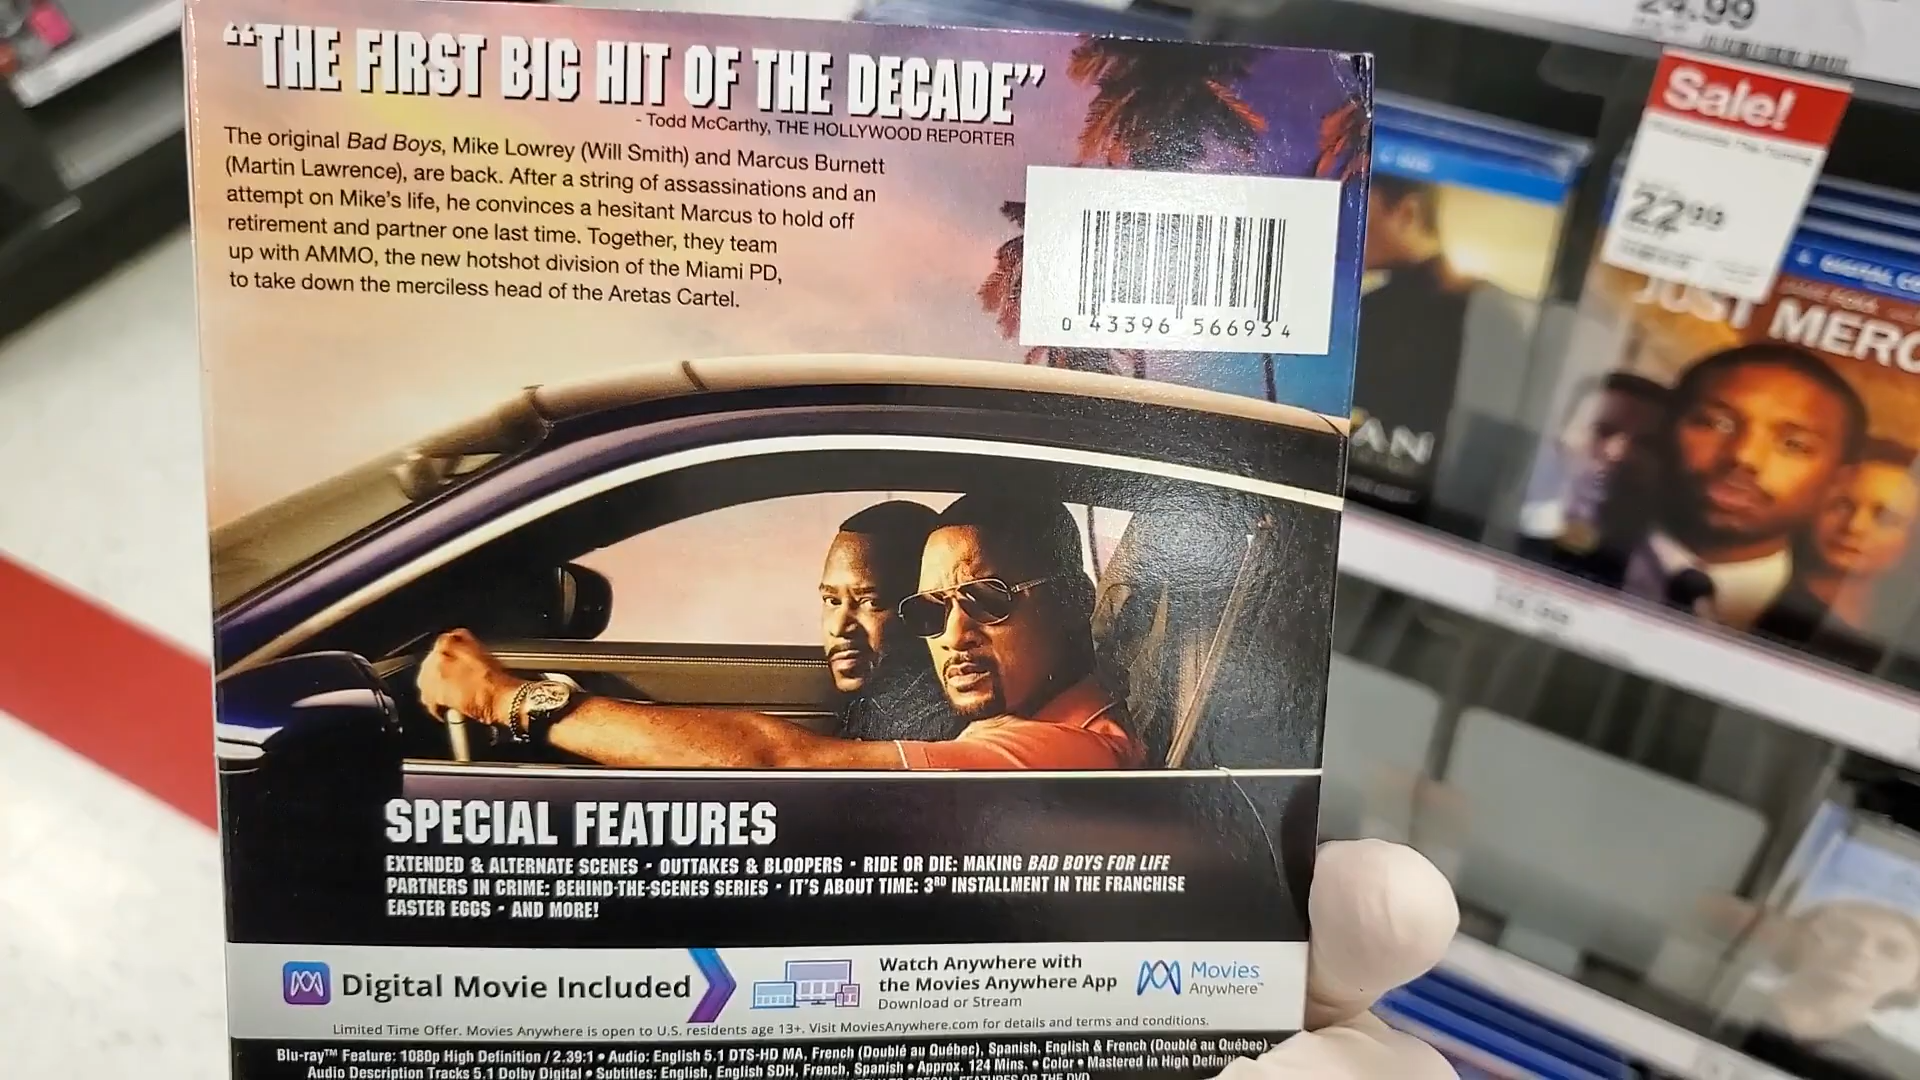 “THE FIRST BIG HIT OF THE DECADE”
- Todd McCarthy, THE HOLLYWOOD REPORTER
The original Bad Boys, Mike Lowrey (Will Smith) and Marcus Burnett
(Martin Lawrence), are back. After a string of assassinations and an
attempt on Mike's life, he convinces a hesitant Marcus to hold off
retirement and partner one last time. Together, they team
up with AMMO, the new hotshot division of the Miami PD,
to take down the merciless head of the Aretas Cartel.
0 43396 56693 4
SPECIAL FEATURES
EXTENDED & ALTERNATE SCENES • OUTTAKES & BLOOPERS • RIDE OR DIE: MAKING BAD BOYS FOR LIFE
PARTNERS IN CRIME: BEHIND-THE-SCENES SERIES • IT'S ABOUT TIME: 3RD INSTALLMENT IN THE FRANCHISE
EASTER EGGS • AND MORE!
Digital Movie Included
Watch Anywhere with
the Movies Anywhere App
Download or Stream
Movies
Anywhere™
Limited Time Offer. Movies Anywhere is open to U.S. residents age 13+. Visit MoviesAnywhere.com for details and terms and conditions.
Blu-ray™ Feature: 1080p High Definition / 2.39:1 • Audio: English 5.1 DTS-HD MA, French (Doublé au Québec), Spanish, English & French (Doublé au Québec) –
Audio Description Tracks 5.1 Dolby Digital • Subtitles: English, English SDH, French, Spanish • Approx. 124 Mins. • Color • Mastered in High Definiti
24.99
Sale!
22 99
JUST MERC
AN